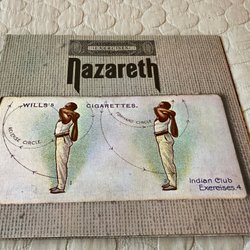 EXERCISES
Nazareth
WILLS'S CIGARETTES.
REVERSE CIRCLE
FORWARD CIRCLE
Indian Club
Exercises. 4.